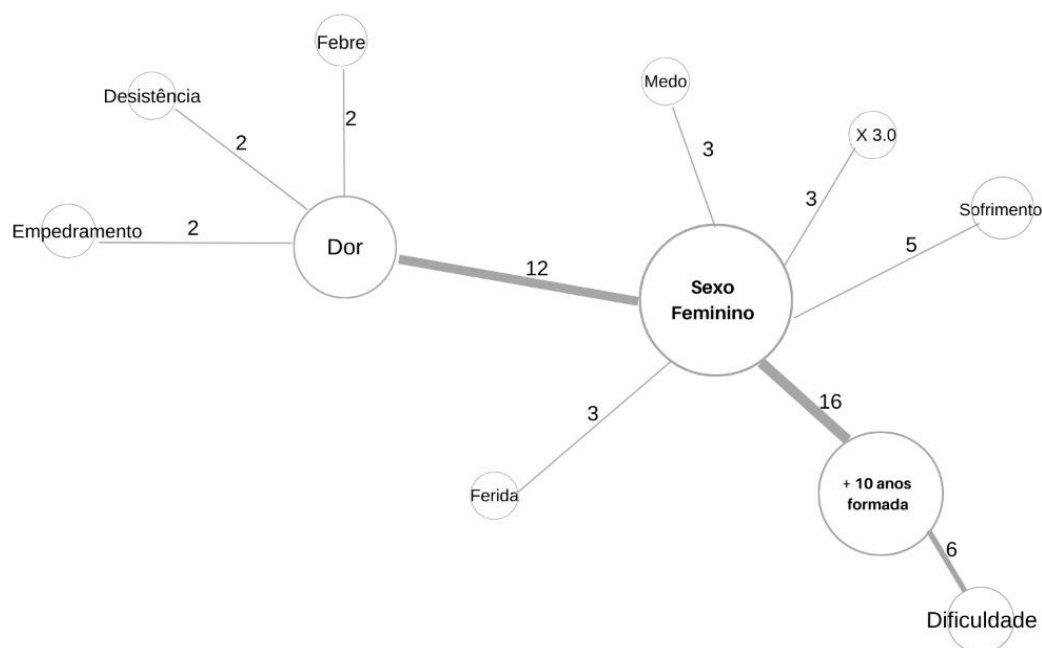 Febre
Desistência
2
2
Empedramento
2
Dor
12
Medo
3
X 3.0
3
Sofrimento
5
Sexo
Feminino
3
Ferida
16
+ 10 anos
formada
6
Dificuldade